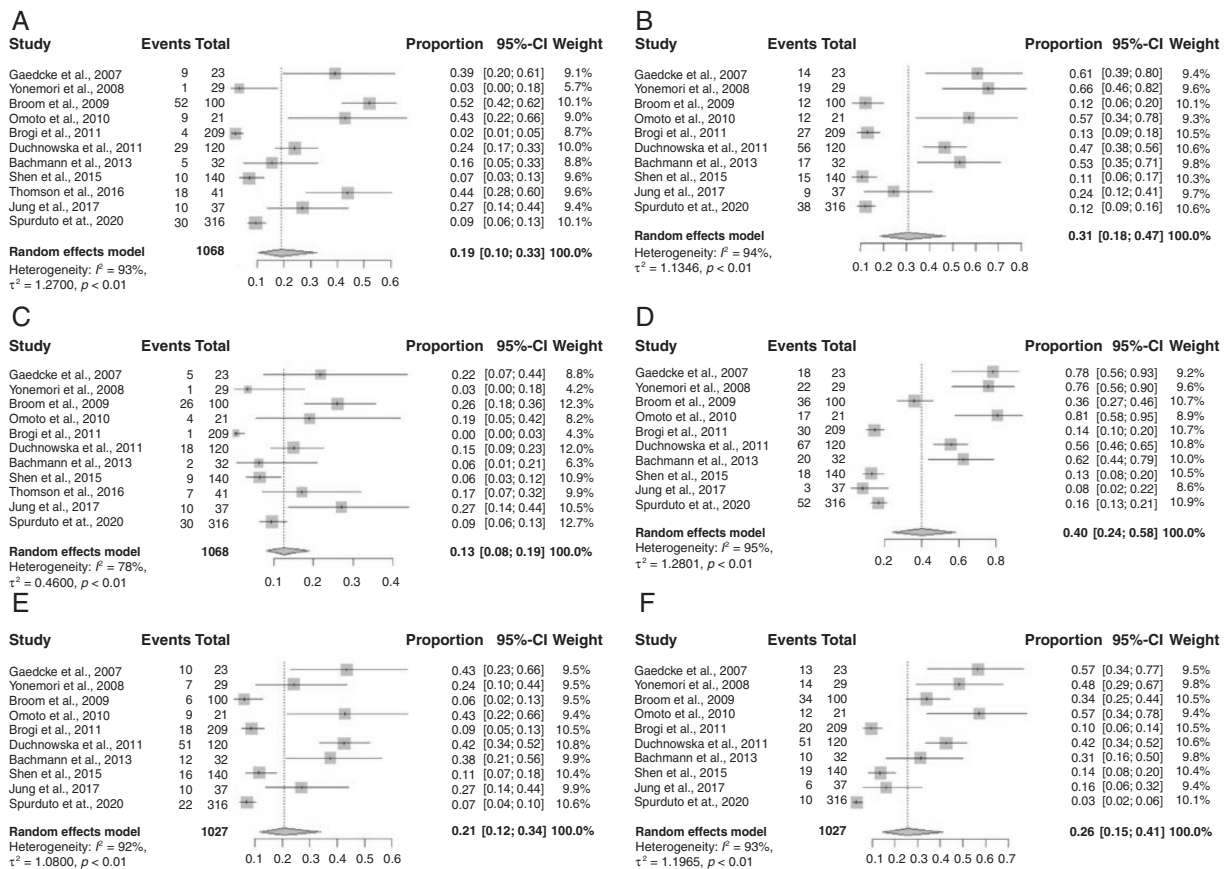 A
Study Events Total Proportion 95%-CI Weight
Gaedcke et al., 2007 9 23 0.39 [0.20; 0.61] 9.1%
Yonemori et al., 2008 1 29 0.03 [0.00; 0.18] 5.7%
Broom et al., 2009 52 100 0.52 [0.42; 0.62] 10.1%
Omoto et al., 2010 9 21 0.43 [0.22; 0.66] 9.0%
Brogi et al., 2011 4 209 0.02 [0.01; 0.05] 8.7%
Duchnowska et al., 2011 29 120 0.24 [0.17; 0.33] 10.0%
Bachmann et al., 2013 5 32 0.16 [0.05; 0.33] 8.8%
Shen et al., 2015 10 140 0.07 [0.03; 0.13] 9.6%
Thomson et al., 2016 18 41 0.44 [0.28; 0.60] 9.6%
Jung et al., 2017 10 37 0.27 [0.14; 0.44] 9.4%
Spurduto et al., 2020 30 316 0.09 [0.06; 0.13] 10.1%
Random effects model 1068 0.19 [0.10; 0.33] 100.0%
Heterogeneity: I² = 93%,
τ² = 1.2700, p < 0.01
0.1 0.2 0.3 0.4 0.5 0.6
B
Study Events Total Proportion 95%-CI Weight
Gaedcke et al., 2007 14 23 0.61 [0.39; 0.80] 9.4%
Yonemori et al., 2008 19 29 0.66 [0.46; 0.82] 9.6%
Broom et al., 2009 12 100 0.12 [0.06; 0.20] 10.1%
Omoto et al., 2010 12 21 0.57 [0.34; 0.78] 9.3%
Brogi et al., 2011 27 209 0.13 [0.09; 0.18] 10.5%
Duchnowska et al., 2011 56 120 0.47 [0.38; 0.56] 10.6%
Bachmann et al., 2013 17 32 0.53 [0.35; 0.71] 9.8%
Shen et al., 2015 15 140 0.11 [0.06; 0.17] 10.3%
Jung et al., 2017 9 37 0.24 [0.12; 0.41] 9.7%
Spurduto et at., 2020 38 316 0.12 [0.09; 0.16] 10.6%
Random effects model 0.31 [0.18; 0.47] 100.0%
Heterogeneity: I² = 94%,
τ² = 1.1346, p < 0.01
0.1 0.2 0.3 0.4 0.5 0.6 0.7 0.8
C
Study Events Total Proportion 95%-CI Weight
Gaedcke et al., 2007 5 23 0.22 [0.07; 0.44] 8.8%
Yonemori et al., 2008 1 29 0.03 [0.00; 0.18] 4.2%
Broom et al., 2009 26 100 0.26 [0.18; 0.36] 12.3%
Omoto et al., 2010 4 21 0.19 [0.05; 0.42] 8.2%
Brogi et al., 2011 1 209 0.00 [0.00; 0.03] 4.3%
Duchnowska et al., 2011 18 120 0.15 [0.09; 0.23] 12.0%
Bachmann et al., 2013 2 32 0.06 [0.01; 0.21] 6.3%
Shen et al., 2015 9 140 0.06 [0.03; 0.12] 10.9%
Thomson et al., 2016 7 41 0.17 [0.07; 0.32] 9.9%
Jung et al., 2017 10 37 0.27 [0.14; 0.44] 10.5%
Spurduto et al., 2020 30 316 0.09 [0.06; 0.13] 12.7%
Random effects model 1068 0.13 [0.08; 0.19] 100.0%
Heterogeneity: I² = 78%,
τ² = 0.4600, p < 0.01
0.1 0.2 0.3 0.4
D
Study Events Total Proportion 95%-CI Weight
Gaedcke et al., 2007 18 23 0.78 [0.56; 0.93] 9.2%
Yonemori et al., 2008 22 29 0.76 [0.56; 0.90] 9.6%
Broom et al., 2009 36 100 0.36 [0.27; 0.46] 10.7%
Omoto et al., 2010 17 21 0.81 [0.58; 0.95] 8.9%
Brogi et al., 2011 30 209 0.14 [0.10; 0.20] 10.7%
Duchnowska et al., 2011 67 120 0.56 [0.46; 0.65] 10.8%
Bachmann et al., 2013 20 32 0.62 [0.44; 0.79] 10.0%
Shen et al., 2015 18 140 0.13 [0.08; 0.20] 10.5%
Jung et al., 2017 3 37 0.08 [0.02; 0.22] 8.6%
Spurduto et al., 2020 52 316 0.16 [0.13; 0.21] 10.9%
Random effects model 0.40 [0.24; 0.58] 100.0%
Heterogeneity: I² = 95%,
τ² = 1.2801, p < 0.01
0.2 0.4 0.6 0.8
E
Study Events Total Proportion 95%-CI Weight
Gaedcke et al., 2007 10 23 0.43 [0.23; 0.66] 9.5%
Yonemori et al., 2008 7 29 0.24 [0.10; 0.44] 9.5%
Broom et al., 2009 6 100 0.06 [0.02; 0.13] 9.5%
Omoto et al., 2010 9 21 0.43 [0.22; 0.66] 9.4%
Brogi et al., 2011 18 209 0.09 [0.05; 0.13] 10.5%
Duchnowska et al., 2011 51 120 0.42 [0.34; 0.52] 10.8%
Bachmann et al., 2013 12 32 0.38 [0.21; 0.56] 9.9%
Shen et al., 2015 16 140 0.11 [0.07; 0.18] 10.4%
Jung et al., 2017 10 37 0.27 [0.14; 0.44] 9.9%
Spurduto et al., 2020 22 316 0.07 [0.04; 0.10] 10.6%
Random effects model 1027 0.21 [0.12; 0.34] 100.0%
Heterogeneity: I² = 92%,
τ² = 1.0800, p < 0.01
0.1 0.2 0.3 0.4 0.5 0.6
F
Study Events Total Proportion 95%-CI Weight
Gaedcke et al., 2007 13 23 0.57 [0.34; 0.77] 9.5%
Yonemori et al., 2008 14 29 0.48 [0.29; 0.67] 9.8%
Broom et al., 2009 34 100 0.34 [0.25; 0.44] 10.5%
Omoto et al., 2010 12 21 0.57 [0.34; 0.78] 9.4%
Brogi et al., 2011 20 209 0.10 [0.06; 0.14] 10.5%
Duchnowska et al., 2011 51 120 0.42 [0.34; 0.52] 10.6%
Bachmann et al., 2013 10 32 0.31 [0.16; 0.50] 9.8%
Shen et al., 2015 19 140 0.14 [0.08; 0.20] 10.4%
Jung et al., 2017 6 37 0.16 [0.06; 0.32] 9.4%
Spurduto et at., 2020 10 316 0.03 [0.02; 0.06] 10.1%
Random effects model 1027 0.26 [0.15; 0.41] 100.0%
Heterogeneity: I² = 93%,
τ² = 1.1965, p < 0.01
0.1 0.2 0.3 0.4 0.5 0.6 0.7